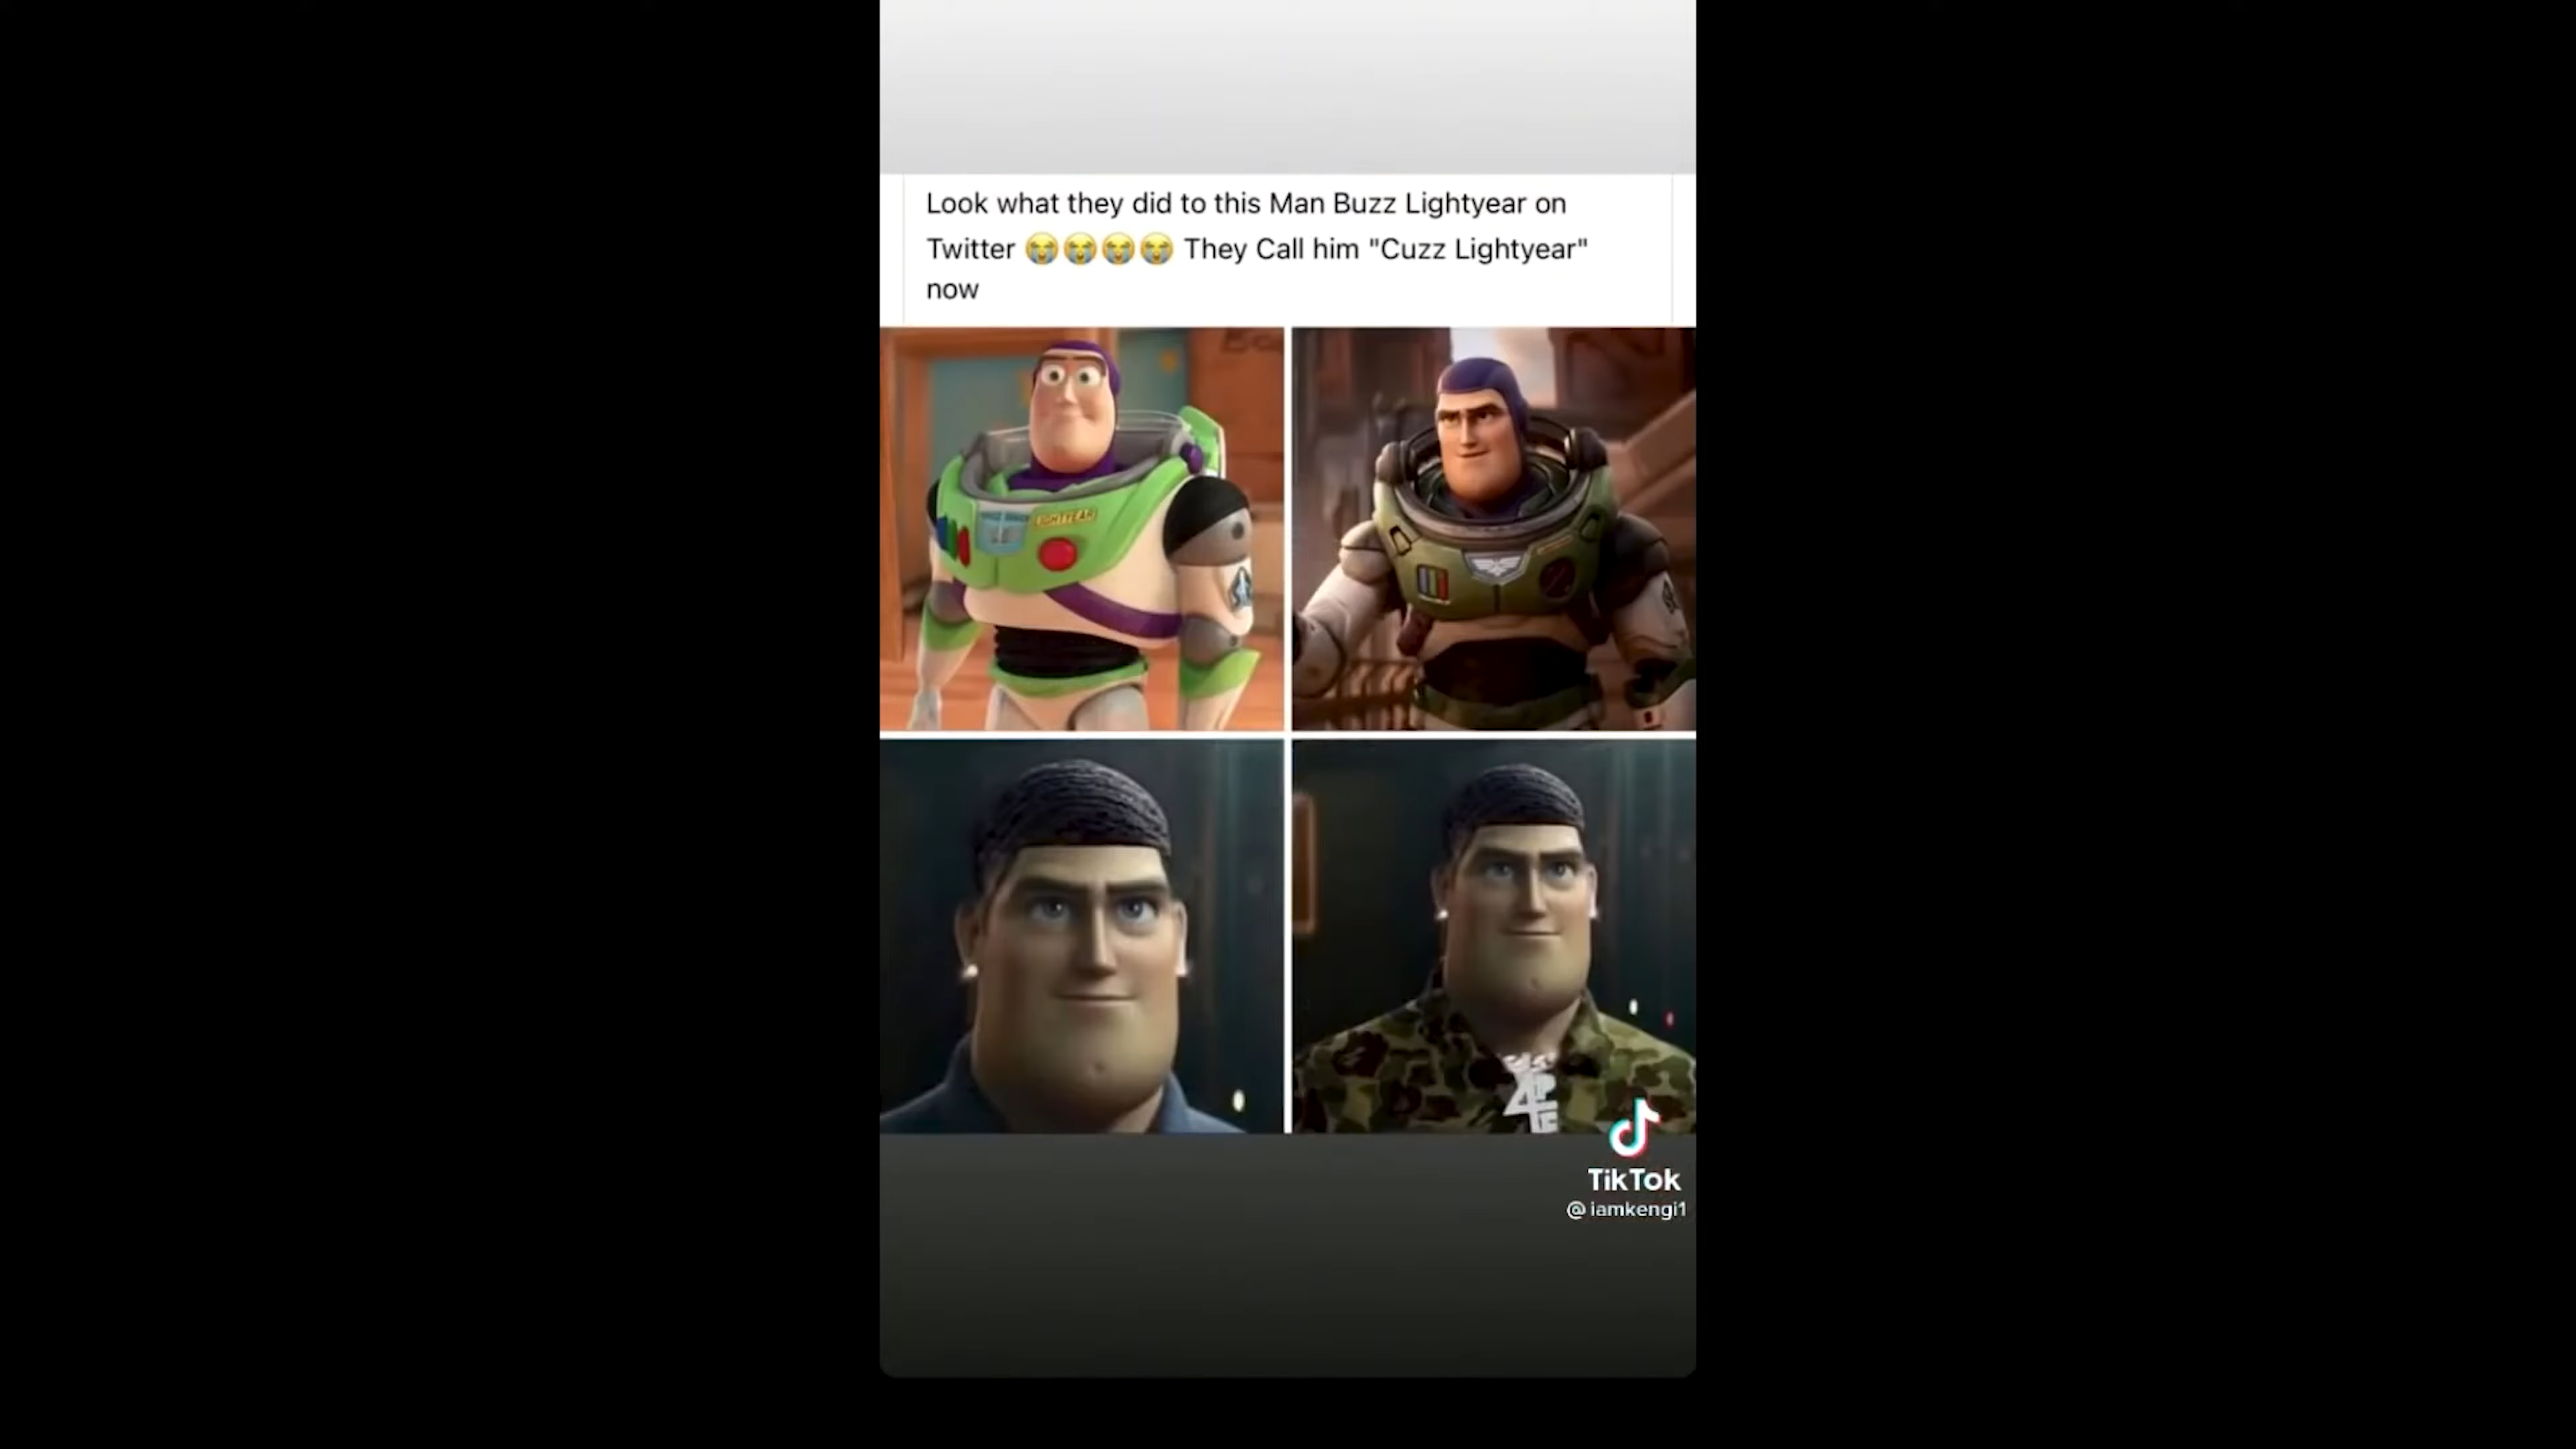 Look what they did to this Man Buzz Lightyear on
Twitter 😭😭😭😭 They Call him "Cuzz Lightyear"
now
LIGHTYEAR
TikTok
@iamkengi1